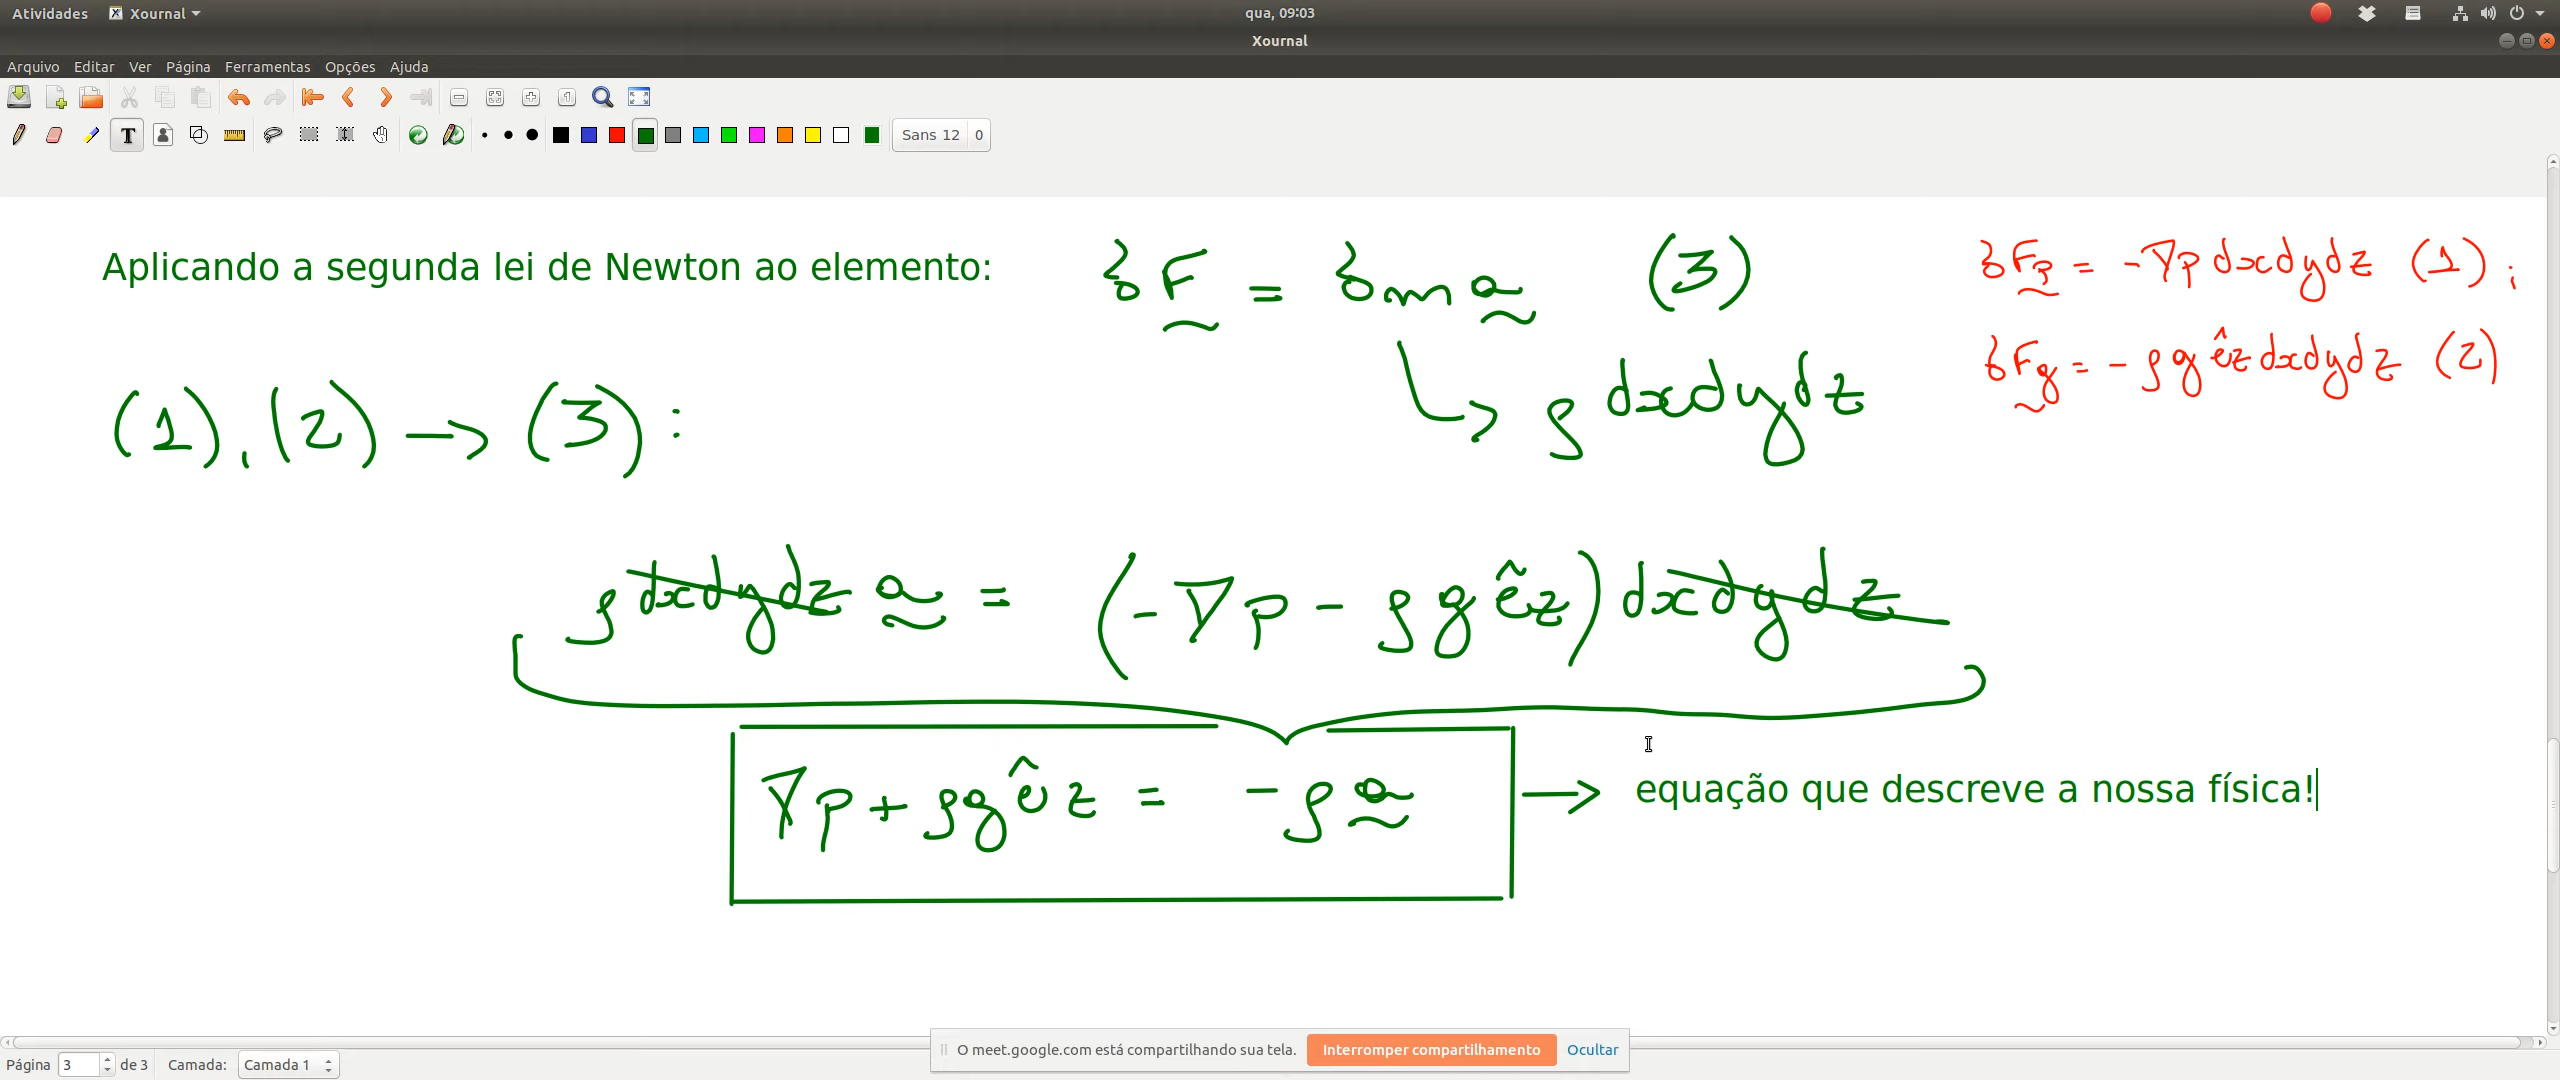 Atividades Xournal qua, 09:03
Xournal
Arquivo Editar Ver Página Ferramentas Opções Ajuda
Sans 12 0
Aplicando a segunda lei de Newton ao elemento: δF = δm a (3)
δFp = -∇p dxdydz (1) ;
↳ ρ dxdydz
δFg = - ρg êz dxdydz (2)
(1), (2) → (3) :
ρ dxdydz a = (-∇p - ρg êz) dxdydz
∇p + ρg êz = -ρ a → equação que descreve a nossa física!
O meet.google.com está compartilhando sua tela. Interromper compartilhamento Ocultar
Página 3 de 3 Camada: Camada 1